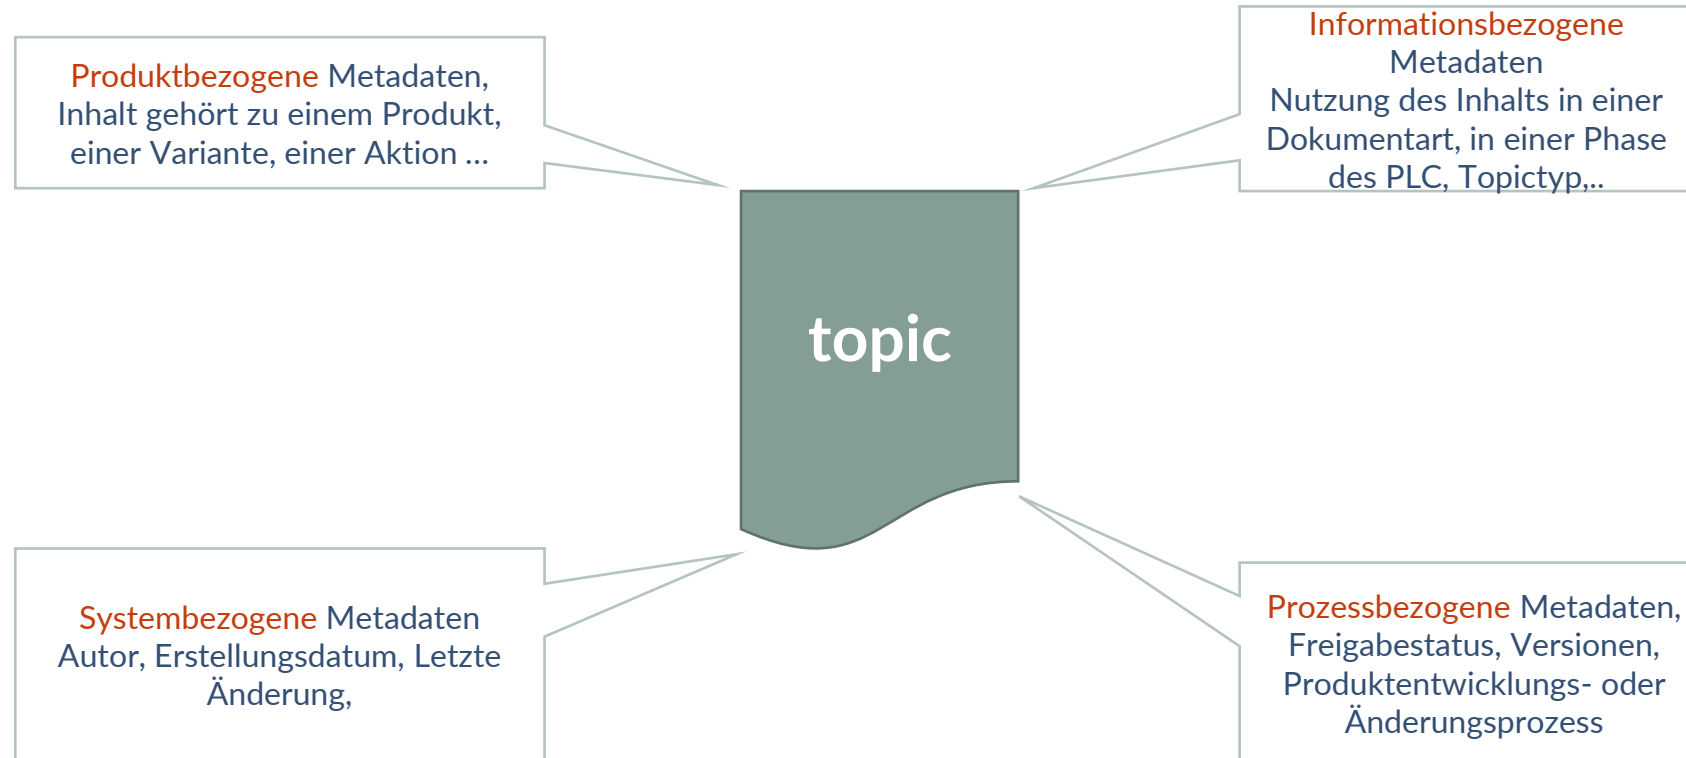 Produktbezogene Metadaten,
Inhalt gehört zu einem Produkt,
einer Variante, einer Aktion ...
Informationsbezogene
Metadaten
Nutzung des Inhalts in einer
Dokumentart, in einer Phase
des PLC, Topictyp,..
topic
Systembezogene Metadaten
Autor, Erstellungsdatum, Letzte
Änderung,
Prozessbezogene Metadaten,
Freigabestatus, Versionen,
Produktentwicklungs- oder
Änderungsprozess